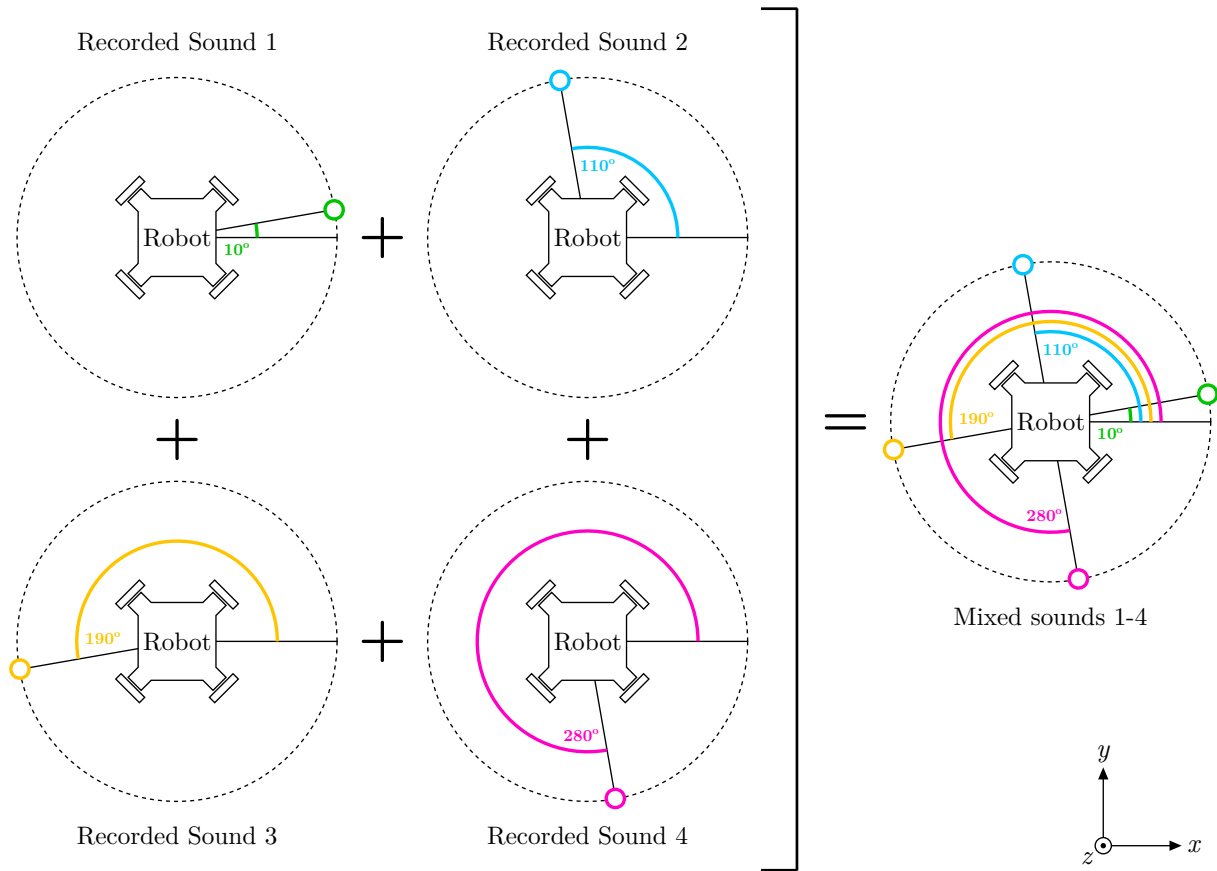 Recorded Sound 1
Recorded Sound 2
Robot
10º
+
110º
Robot
+
+
190º
Robot
+
Robot
280º
Recorded Sound 3
Recorded Sound 4
=
110º
190º
Robot
10º
280º
Mixed sounds 1-4
y
z
x